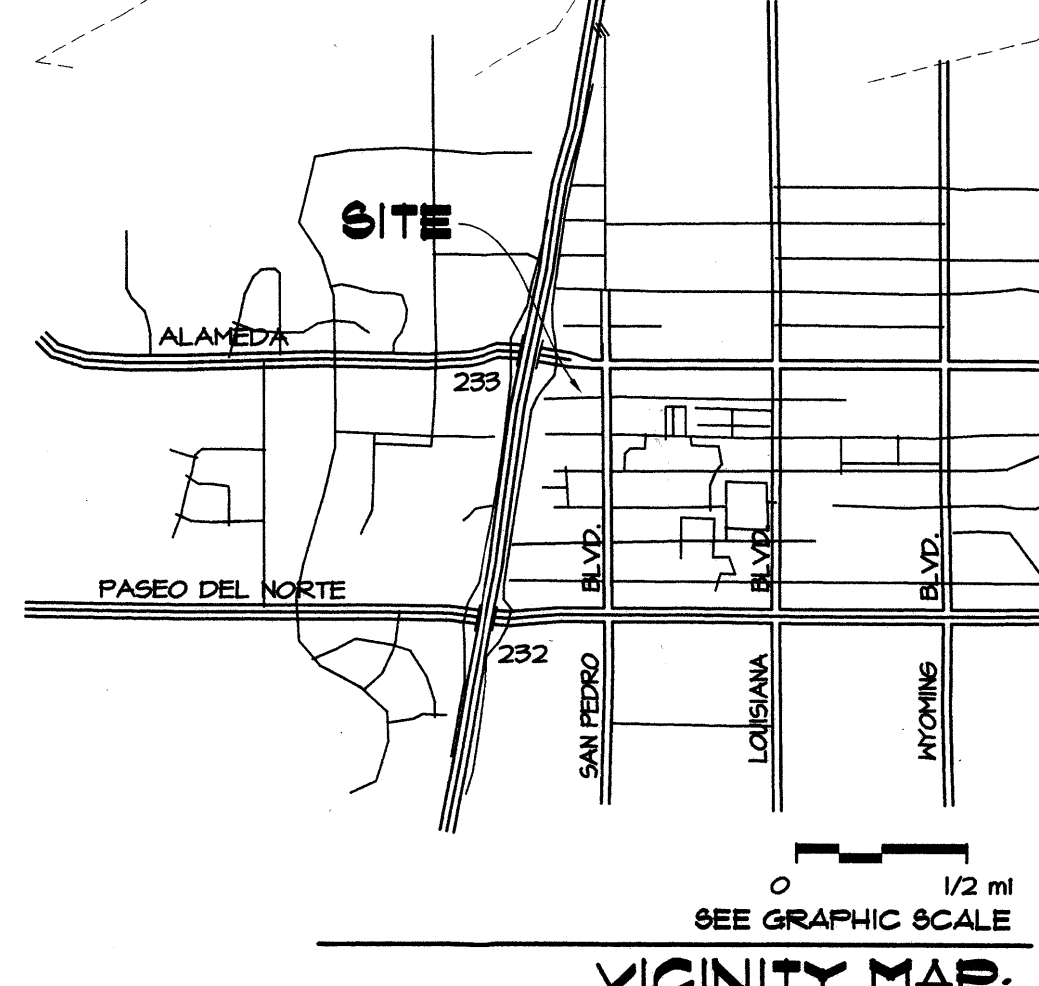 SITE
ALAMEDA
233
PASEO DEL NORTE
232
SAN PEDRO BLVD.
LOUISIANA BLVD.
WYOMING BLVD.
0 1/2 mi
SEE GRAPHIC SCALE
VICINITY MAP: